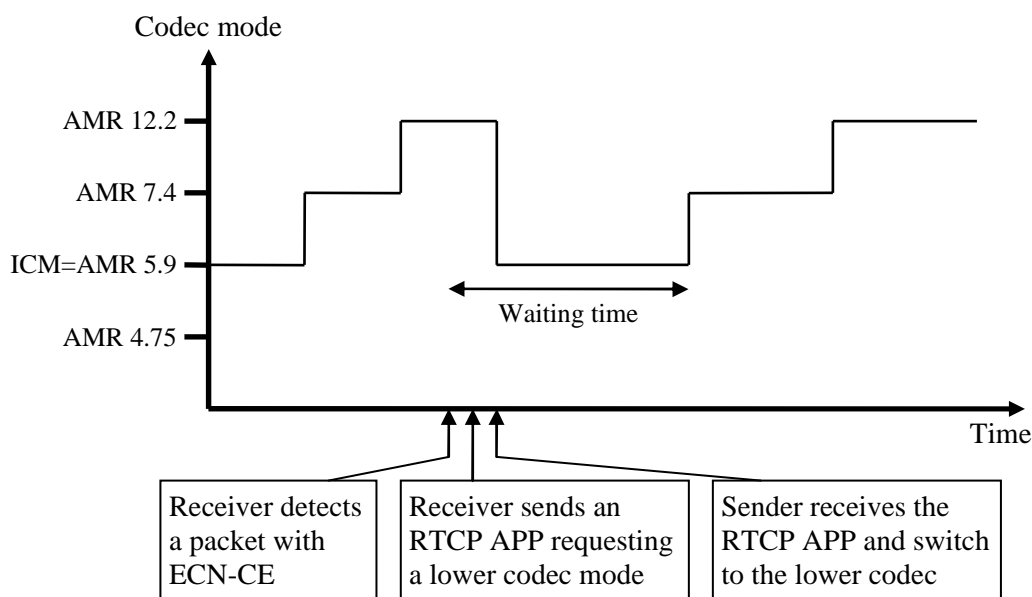 Codec mode
AMR 12.2
AMR 7.4
ICM=AMR 5.9
AMR 4.75
Waiting time
Time
Receiver detects
a packet with
ECN-CE
Receiver sends an
RTCP APP requesting
a lower codec mode
Sender receives the
RTCP APP and switch
to the lower codec